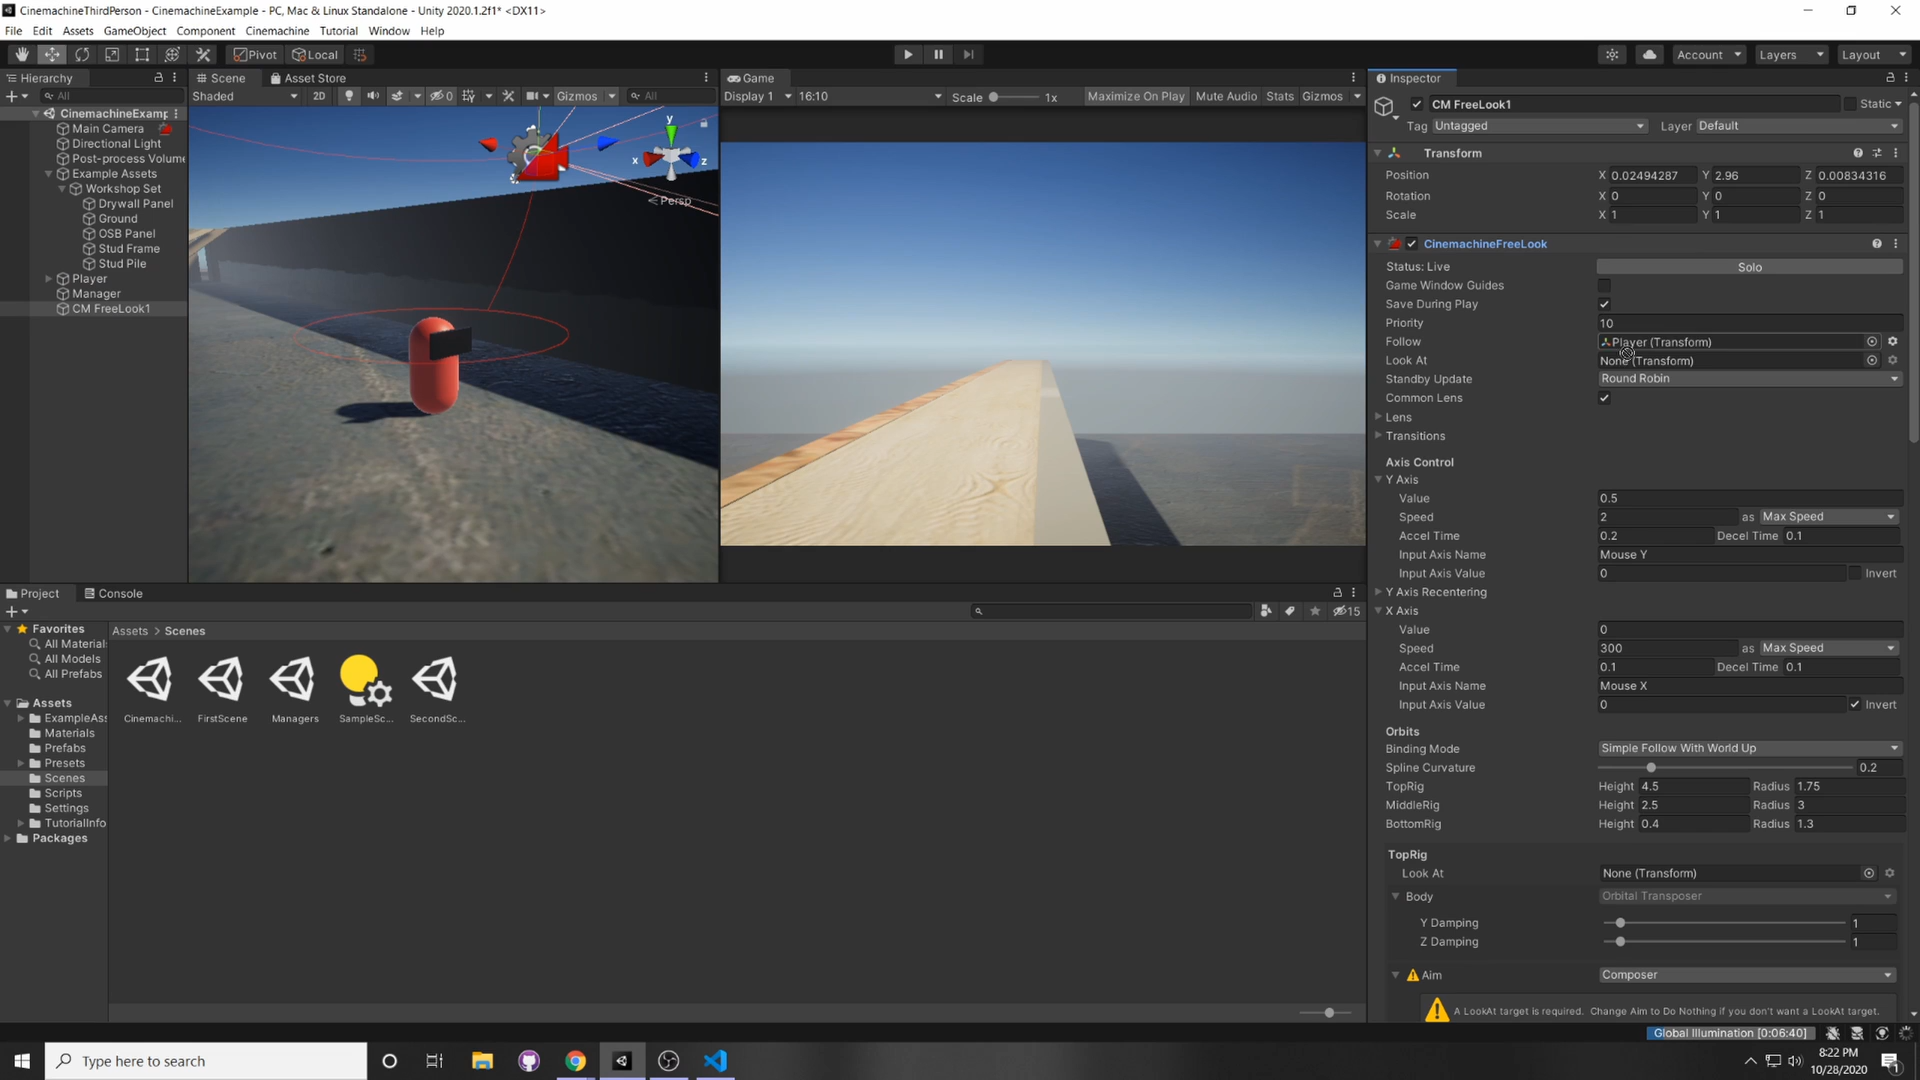 CinemachineThirdPerson - CinemachineExample - PC, Mac & Linux Standalone - Unity 2020.1.2f1* <DX11>
File Edit Assets GameObject Component Cinemachine Tutorial Window Help
Pivot Local Account Layers Layout
Hierarchy
All
CinemachineExamp
Main Camera
Directional Light
Post-process Volume
Example Assets
Workshop Set
Drywall Panel
Ground
OSB Panel
Stud Frame
Stud Pile
Player
Manager
CM FreeLook1
Scene Asset Store
Shaded 2D 0 Gizmos All
y
x
z
Persp
Game
Display 1 16:10 Scale 1x Maximize On Play Mute Audio Stats Gizmos
Inspector
CM FreeLook1 Static
Tag Untagged Layer Default
Transform
Position X 0.02494287 Y 2.96 Z 0.00834316
Rotation X 0 Y 0 Z 0
Scale X 1 Y 1 Z 1
CinemachineFreeLook
Status: Live Solo
Game Window Guides
Save During Play
Priority 10
Follow Player (Transform)
Look At None (Transform)
Standby Update Round Robin
Common Lens
Lens
Transitions
Axis Control
Y Axis
Value 0.5
Speed 2 as Max Speed
Accel Time 0.2 Decel Time 0.1
Input Axis Name Mouse Y
Input Axis Value 0 Invert
Y Axis Recentering
X Axis
Value 0
Speed 300 as Max Speed
Accel Time 0.1 Decel Time 0.1
Input Axis Name Mouse X
Input Axis Value 0 Invert
Orbits
Binding Mode Simple Follow With World Up
Spline Curvature 0.2
TopRig Height 4.5 Radius 1.75
MiddleRig Height 2.5 Radius 3
BottomRig Height 0.4 Radius 1.3
TopRig
Look At None (Transform)
Body Orbital Transposer
Y Damping 1
Z Damping 1
Aim Composer
A LookAt target is required. Change Aim to Do Nothing if you don't want a LookAt target.
Project Console
15
Favorites
All Material
All Models
All Prefabs
Assets
ExampleAss
Materials
Prefabs
Presets
Scenes
Scripts
Settings
TutorialInfo
Packages
Assets > Scenes
Cinemachi... FirstScene Managers SampleSc... SecondSc...
Global Illumination [0:06:40]
Type here to search
8:22 PM
10/28/2020
1